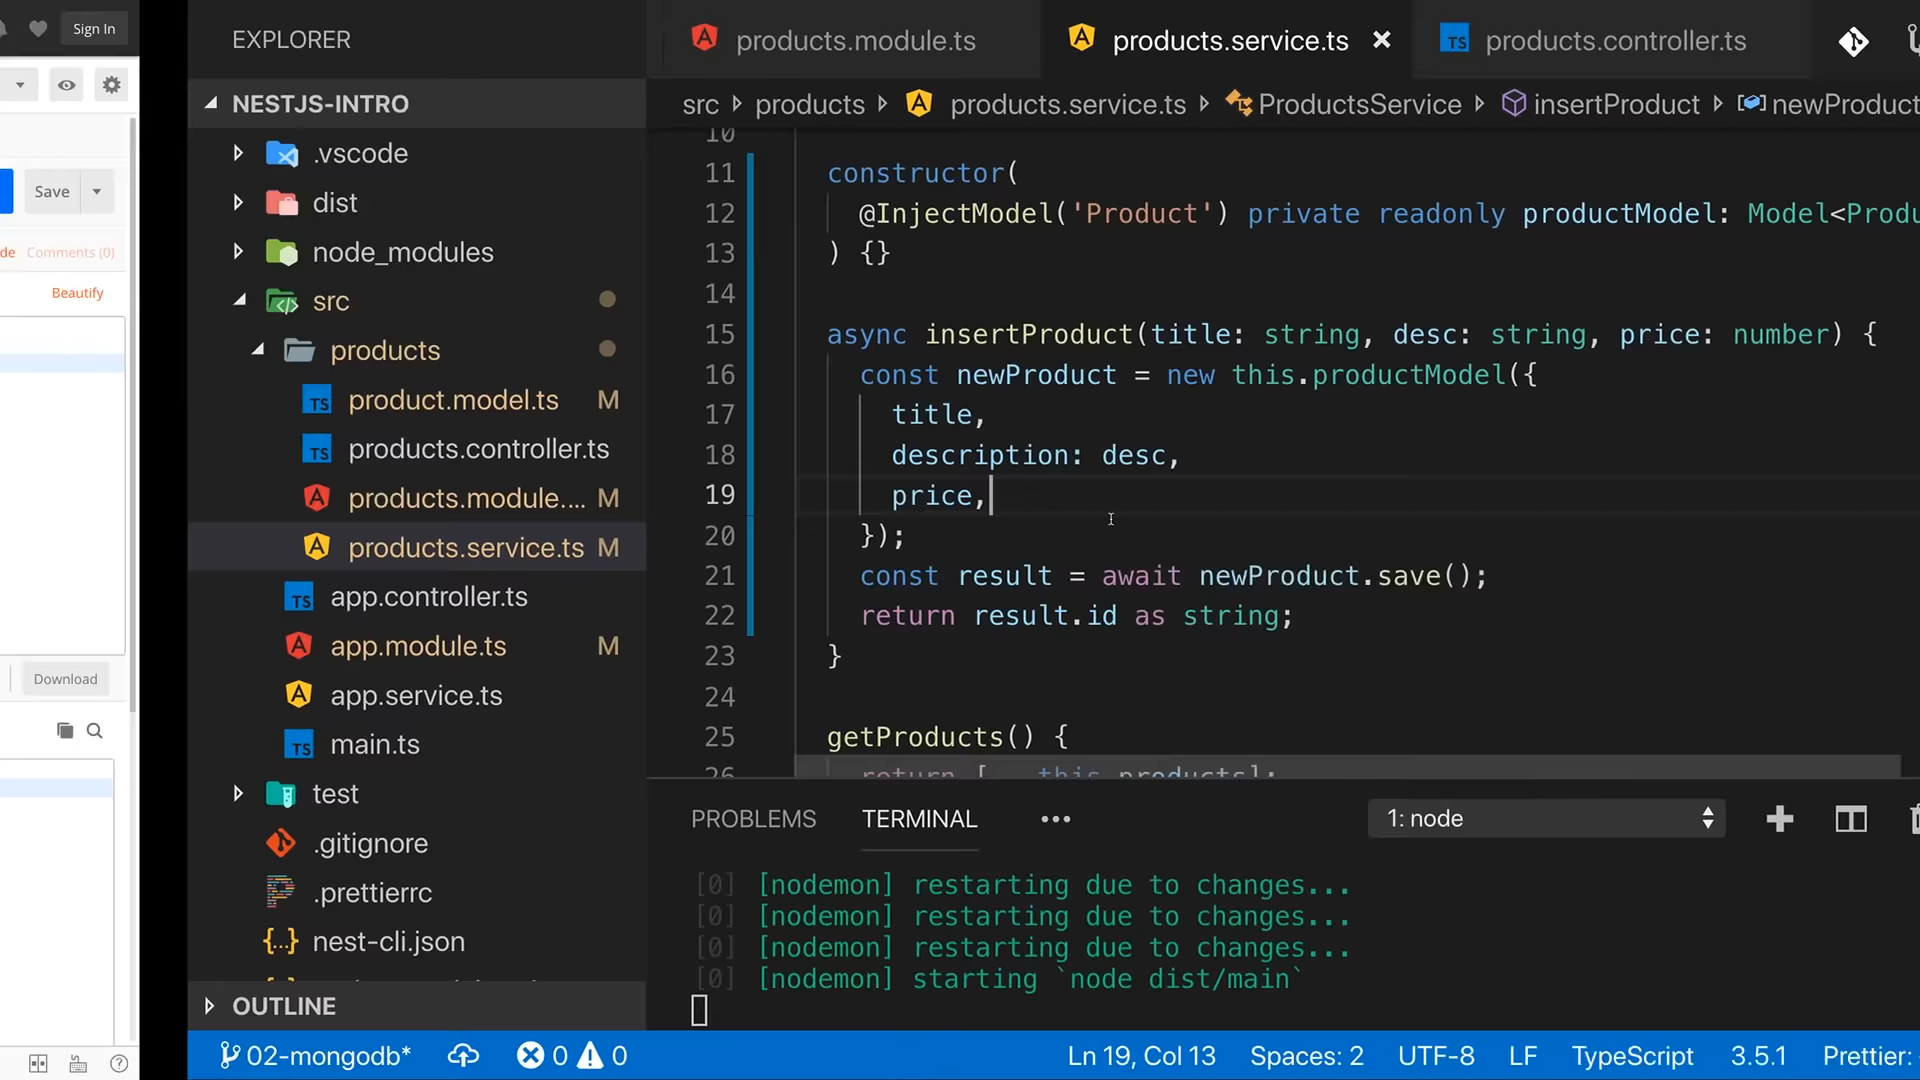 Sign In
Save
de Comments (0)
Beautify
Download
EXPLORER
NESTJS-INTRO
.vscode
dist
node_modules
src
products
product.model.ts M
products.controller.ts
products.module.... M
products.service.ts M
app.controller.ts
app.module.ts M
app.service.ts
main.ts
test
.gitignore
.prettierrc
nest-cli.json
OUTLINE
products.module.ts
products.service.ts
products.controller.ts
src products products.service.ts ProductsService insertProduct newProduct
10
11 constructor(
12 @InjectModel('Product') private readonly productModel: Model<Produ
13 ) {}
14
15 async insertProduct(title: string, desc: string, price: number) {
16 const newProduct = new this.productModel({
17 title,
18 description: desc,
19 price,
20 });
21 const result = await newProduct.save();
22 return result.id as string;
23 }
24
25 getProducts() {
26 return [...this.products];
PROBLEMS TERMINAL ••• 1: node
[0] [nodemon] restarting due to changes...
[0] [nodemon] restarting due to changes...
[0] [nodemon] restarting due to changes...
[0] [nodemon] starting `node dist/main`
02-mongodb* 0 0 Ln 19, Col 13 Spaces: 2 UTF-8 LF TypeScript 3.5.1 Prettier: